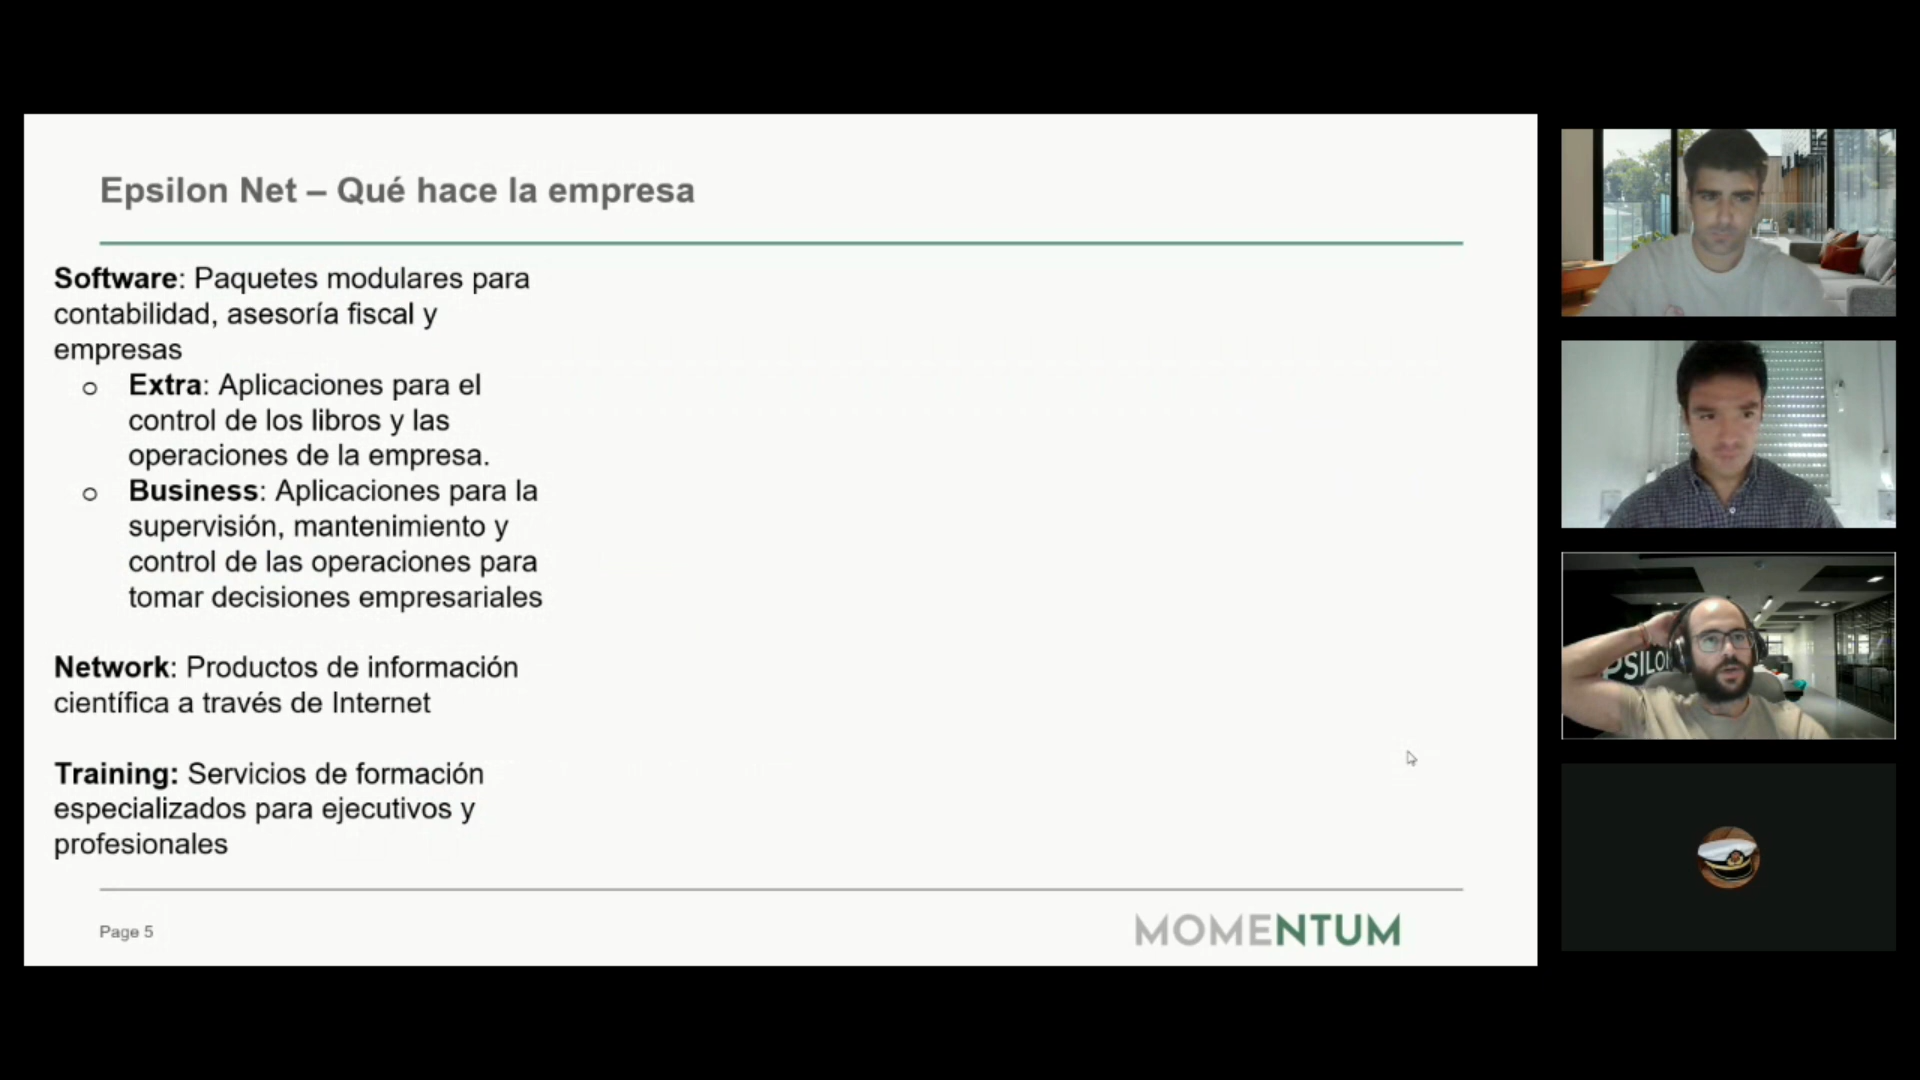 Epsilon Net – Qué hace la empresa
Software: Paquetes modulares para
contabilidad, asesoría fiscal y
empresas
o Extra: Aplicaciones para el
control de los libros y las
operaciones de la empresa.
o Business: Aplicaciones para la
supervisión, mantenimiento y
control de las operaciones para
tomar decisiones empresariales
Network: Productos de información
científica a través de Internet
Training: Servicios de formación
especializados para ejecutivos y
profesionales
Page 5
MOMENTUM
PSILON